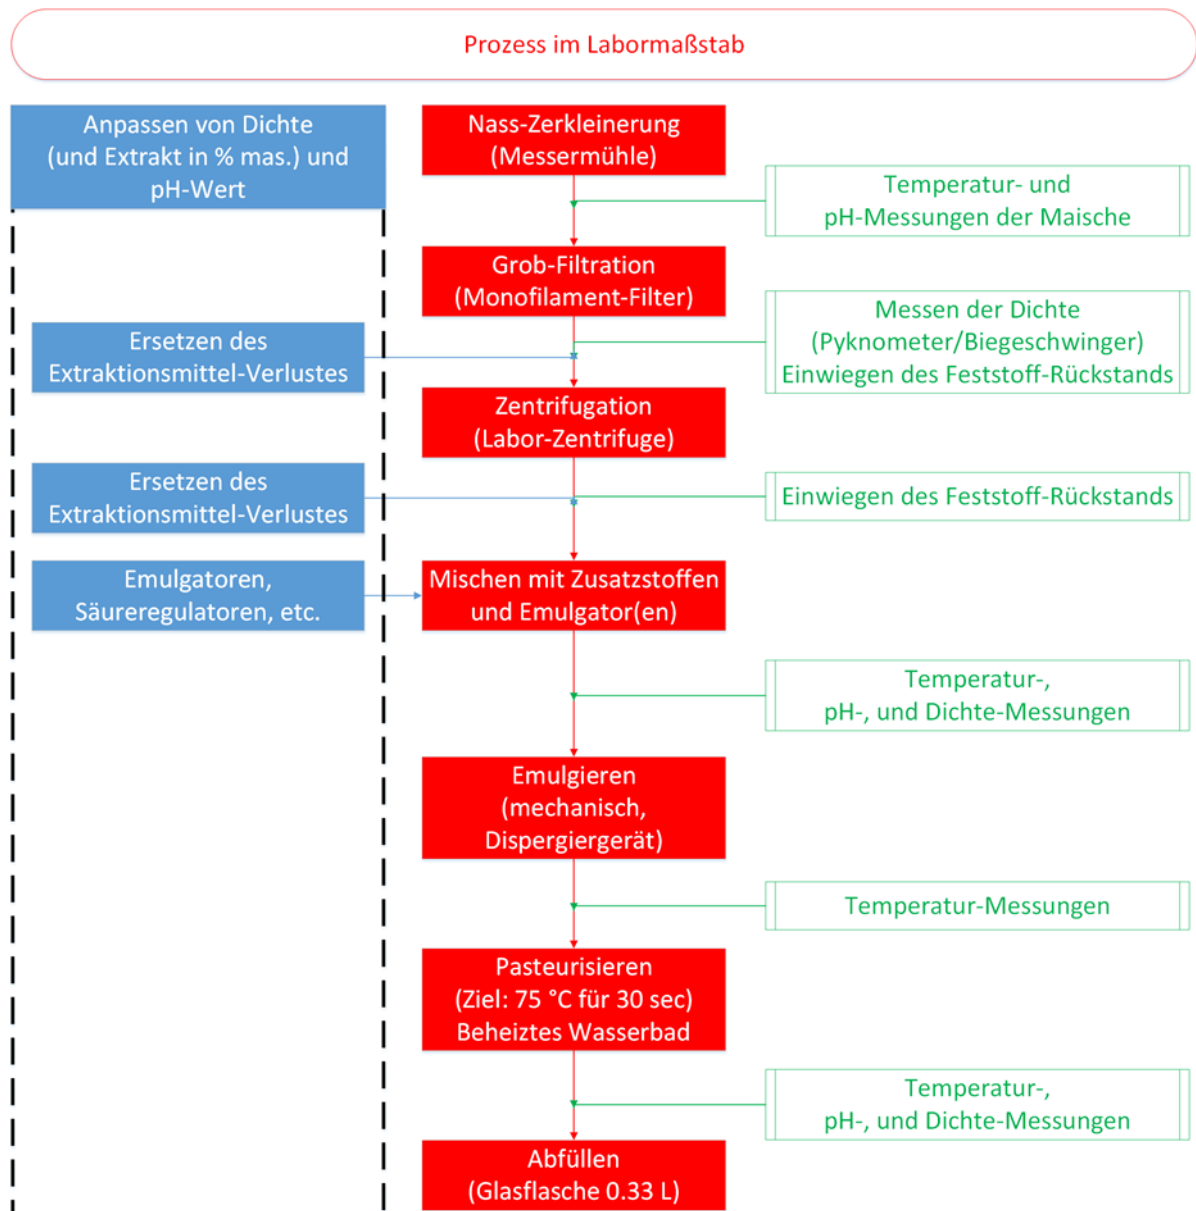 Prozess im Labormaßstab
Anpassen von Dichte
(und Extrakt in % mas.) und
pH-Wert
Nass-Zerkleinerung
(Messermühle)
Temperatur- und
pH-Messungen der Maische
Grob-Filtration
(Monofilament-Filter)
Messen der Dichte
(Pyknometer/Biegeschwinger)
Einwiegen des Feststoff-Rückstands
Ersetzen des
Extraktionsmittel-Verlustes
Zentrifugation
(Labor-Zentrifuge)
Ersetzen des
Extraktionsmittel-Verlustes
Einwiegen des Feststoff-Rückstands
Emulgatoren,
Säureregulatoren, etc.
Mischen mit Zusatzstoffen
und Emulgator(en)
Temperatur-,
pH-, und Dichte-Messungen
Emulgieren
(mechanisch,
Dispergiergerät)
Temperatur-Messungen
Pasteurisieren
(Ziel: 75 °C für 30 sec)
Beheiztes Wasserbad
Temperatur-,
pH-, und Dichte-Messungen
Abfüllen
(Glasflasche 0.33 L)